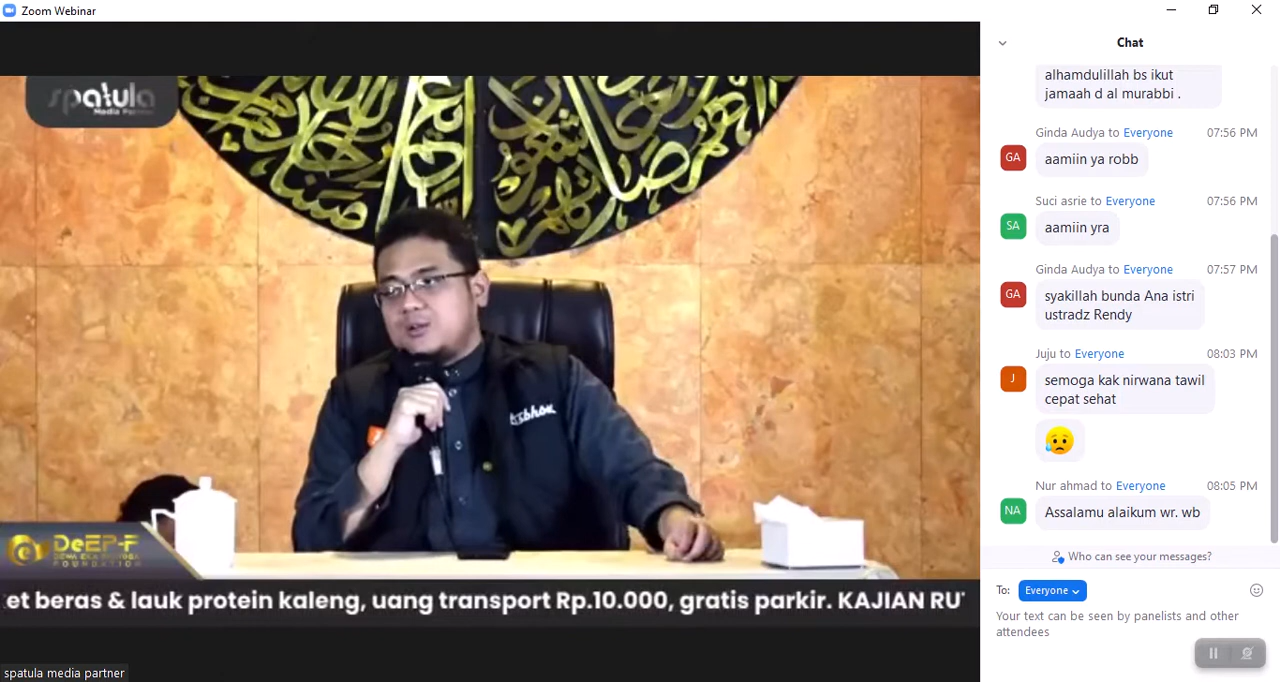 Zoom Webinar
spatula
Media Partner
DeEP-F
FOUNDATION
et beras & lauk protein kaleng, uang transport Rp.10.000, gratis parkir. KAJIAN RU
spatula media partner
Chat
alhamdulillah bs ikut
jamaah d al murabbi .
Ginda Audya to Everyone 07:56 PM
GA
aamiin ya robb
Suci asrie to Everyone 07:56 PM
SA
aamiin yra
Ginda Audya to Everyone 07:57 PM
GA
syakillah bunda Ana istri
ustradz Rendy
Juju to Everyone 08:03 PM
J
semoga kak nirwana tawil
cepat sehat
Nur ahmad to Everyone 08:05 PM
NA
Assalamu alaikum wr. wb
Who can see your messages?
To: Everyone
Your text can be seen by panelists and other
attendees